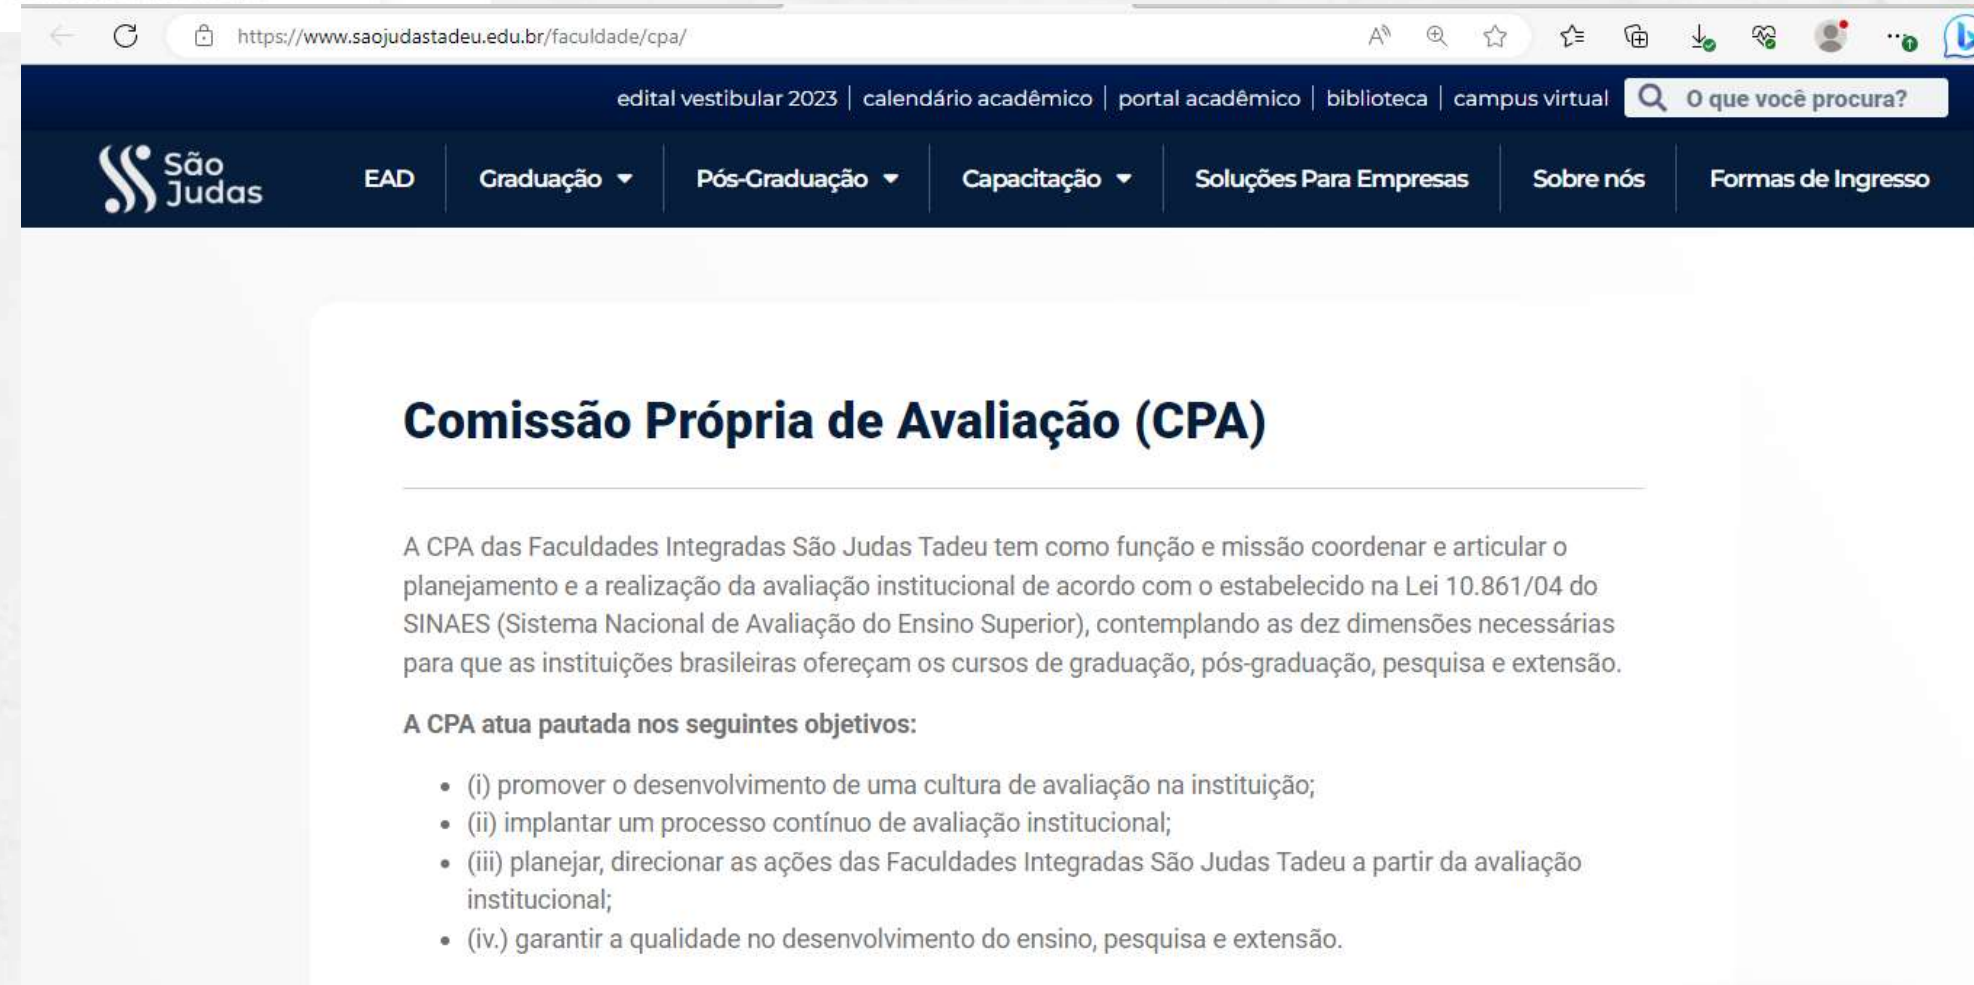 https://www.saojudastadeu.edu.br/faculdade/cpa/
edital vestibular 2023 | calendário acadêmico | portal acadêmico | biblioteca | campus virtual O que você procura?
São
Judas
EAD Graduação Pós-Graduação Capacitação Soluções Para Empresas Sobre nós Formas de Ingresso
Comissão Própria de Avaliação (CPA)
A CPA das Faculdades Integradas São Judas Tadeu tem como função e missão coordenar e articular o
planejamento e a realização da avaliação institucional de acordo com o estabelecido na Lei 10.861/04 do
SINAES (Sistema Nacional de Avaliação do Ensino Superior), contemplando as dez dimensões necessárias
para que as instituições brasileiras ofereçam os cursos de graduação, pós-graduação, pesquisa e extensão.
A CPA atua pautada nos seguintes objetivos:
• (i) promover o desenvolvimento de uma cultura de avaliação na instituição;
• (ii) implantar um processo contínuo de avaliação institucional;
• (iii) planejar, direcionar as ações das Faculdades Integradas São Judas Tadeu a partir da avaliação
institucional;
• (iv.) garantir a qualidade no desenvolvimento do ensino, pesquisa e extensão.